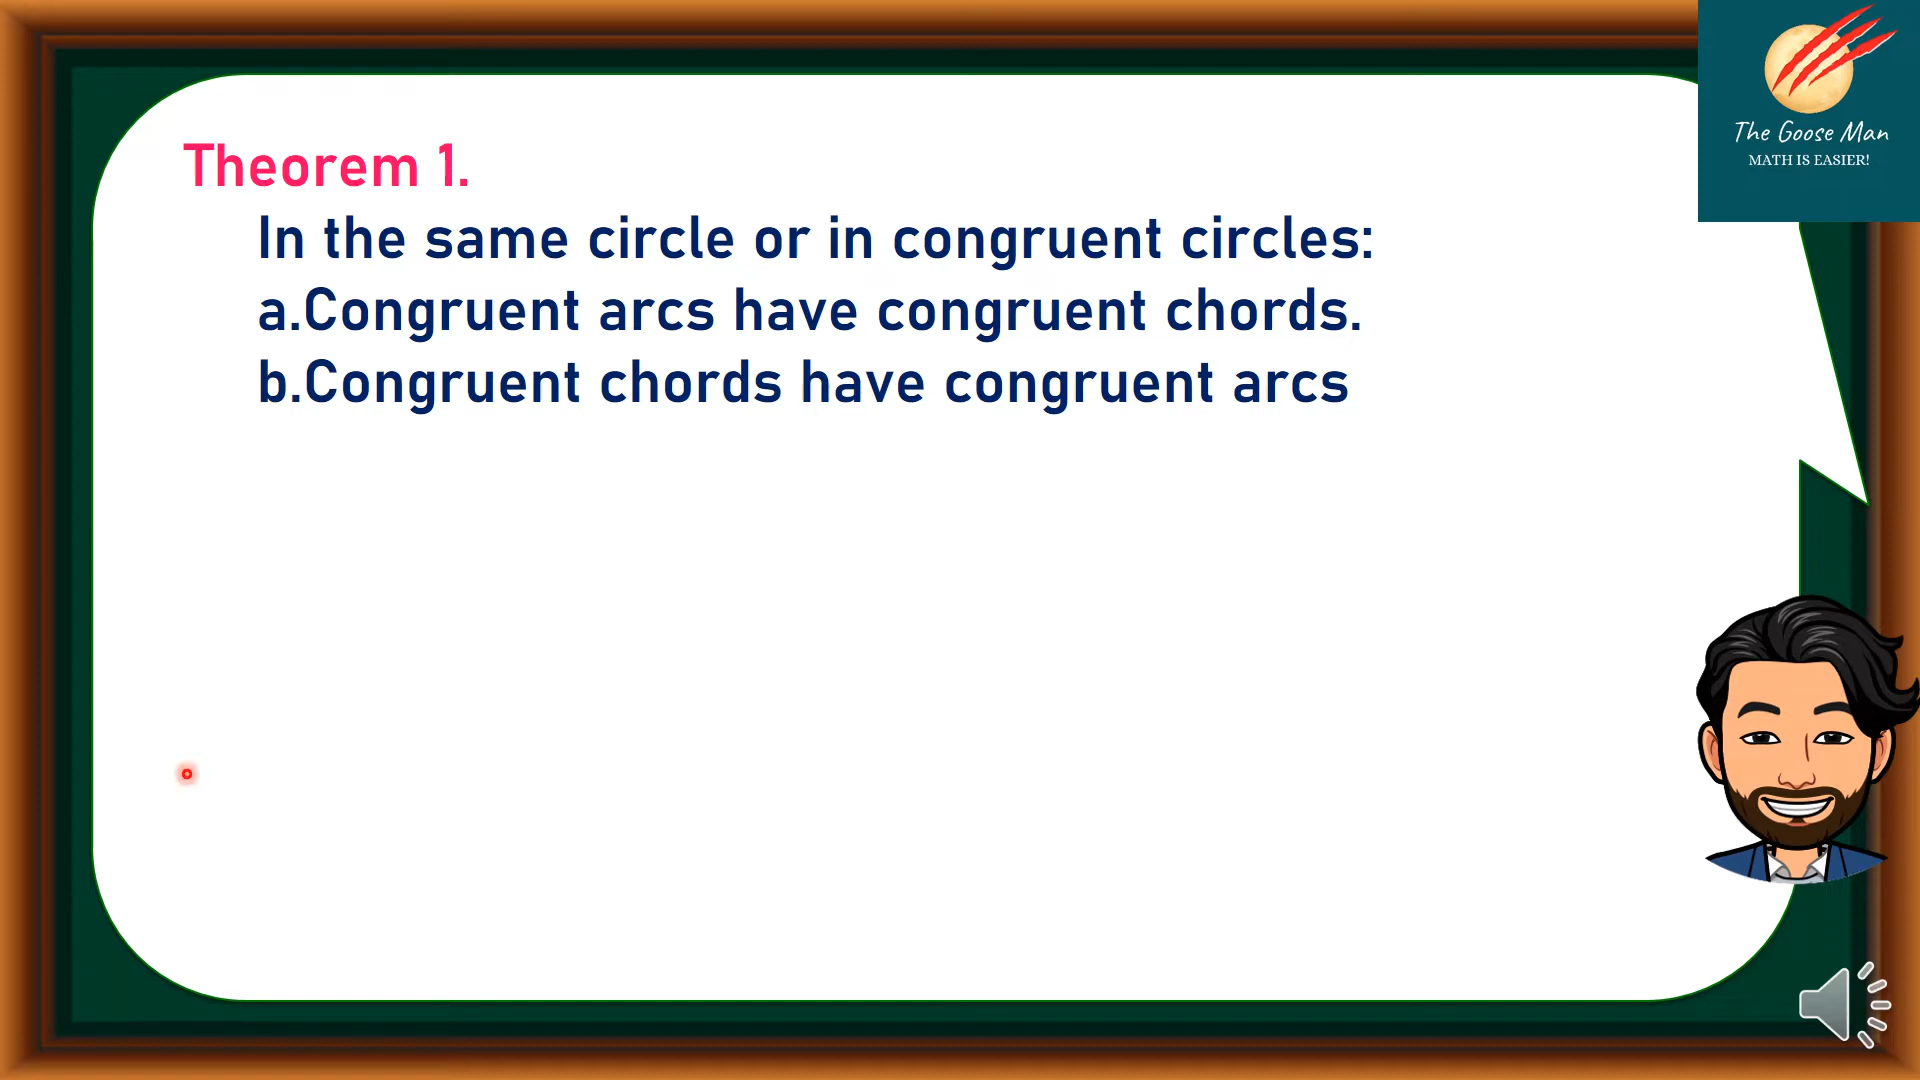 Theorem 1.
In the same circle or in congruent circles:
a.Congruent arcs have congruent chords.
b.Congruent chords have congruent arcs
The Goose Man
MATH IS EASIER!